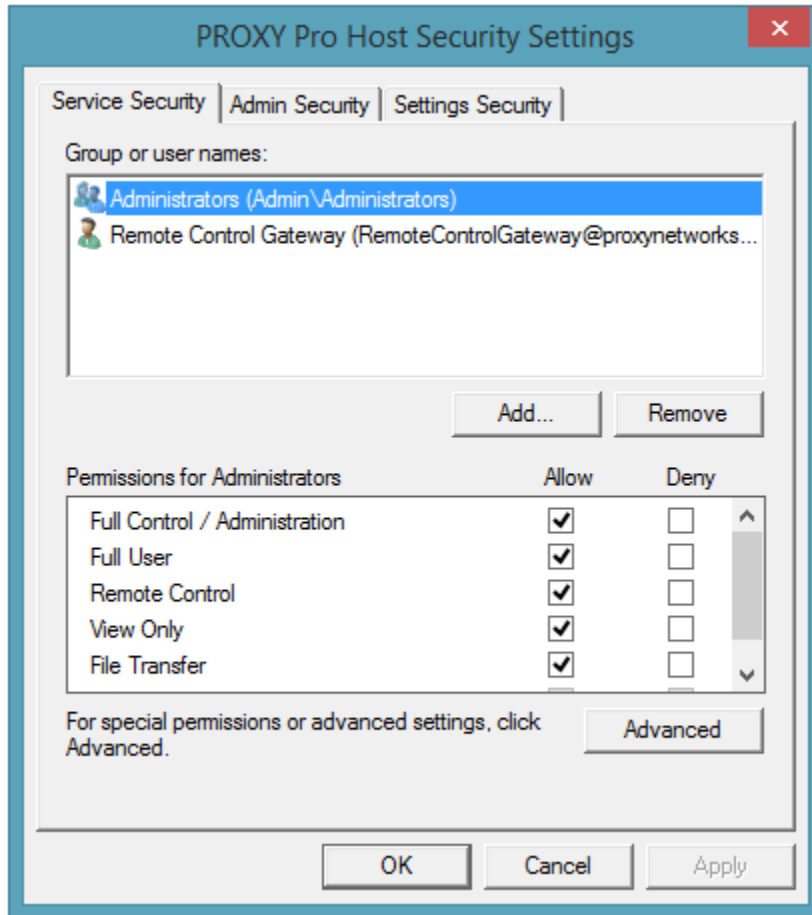 PROXY Pro Host Security Settings
Service Security Admin Security Settings Security
Group or user names:
Administrators (Admin\Administrators)
Remote Control Gateway (RemoteControlGateway@proxynetworks...
Add... Remove
Permissions for Administrators Allow Deny
Full Control / Administration
Full User
Remote Control
View Only
File Transfer
For special permissions or advanced settings, click
Advanced.
Advanced
OK Cancel Apply